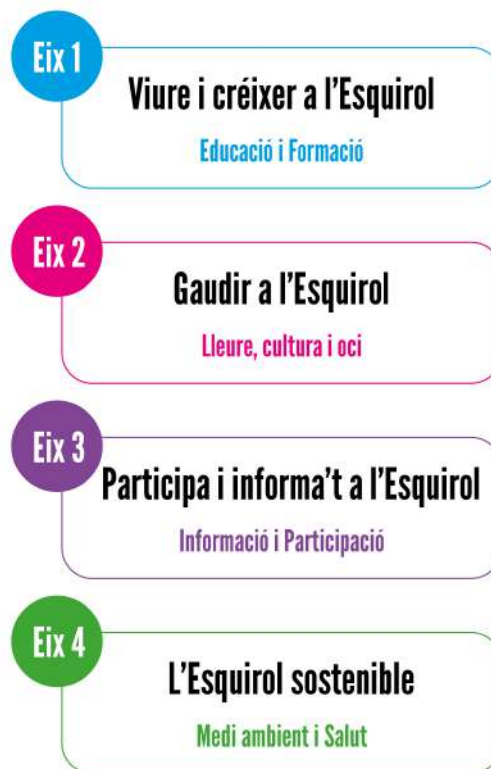 Eix 1
Viure i créixer a l'Esquirol
Educació i Formació
Eix 2
Gaudir a l'Esquirol
Lleure, cultura i oci
Eix 3
Participa i informa't a l'Esquirol
Informació i Participació
Eix 4
L'Esquirol sostenible
Medi ambient i Salut